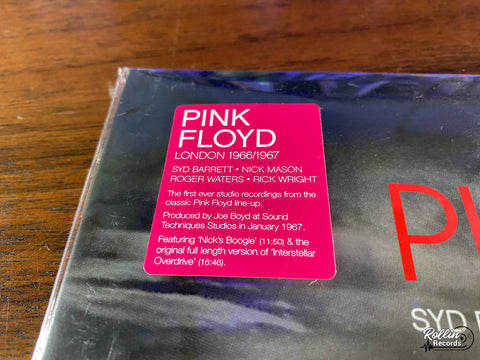 PINK
FLOYD
LONDON 1966/1967
SYD BARRETT • NICK MASON
ROGER WATERS • RICK WRIGHT
The first ever studio recordings from the
classic Pink Floyd line-up.
Produced by Joe Boyd at Sound
Techniques Studios in January 1967.
Featuring 'Nick's Boogie' (11:50) & the
original full length version of 'Interstellar
Overdrive' (16:46).
SYD
Rollin'
Records